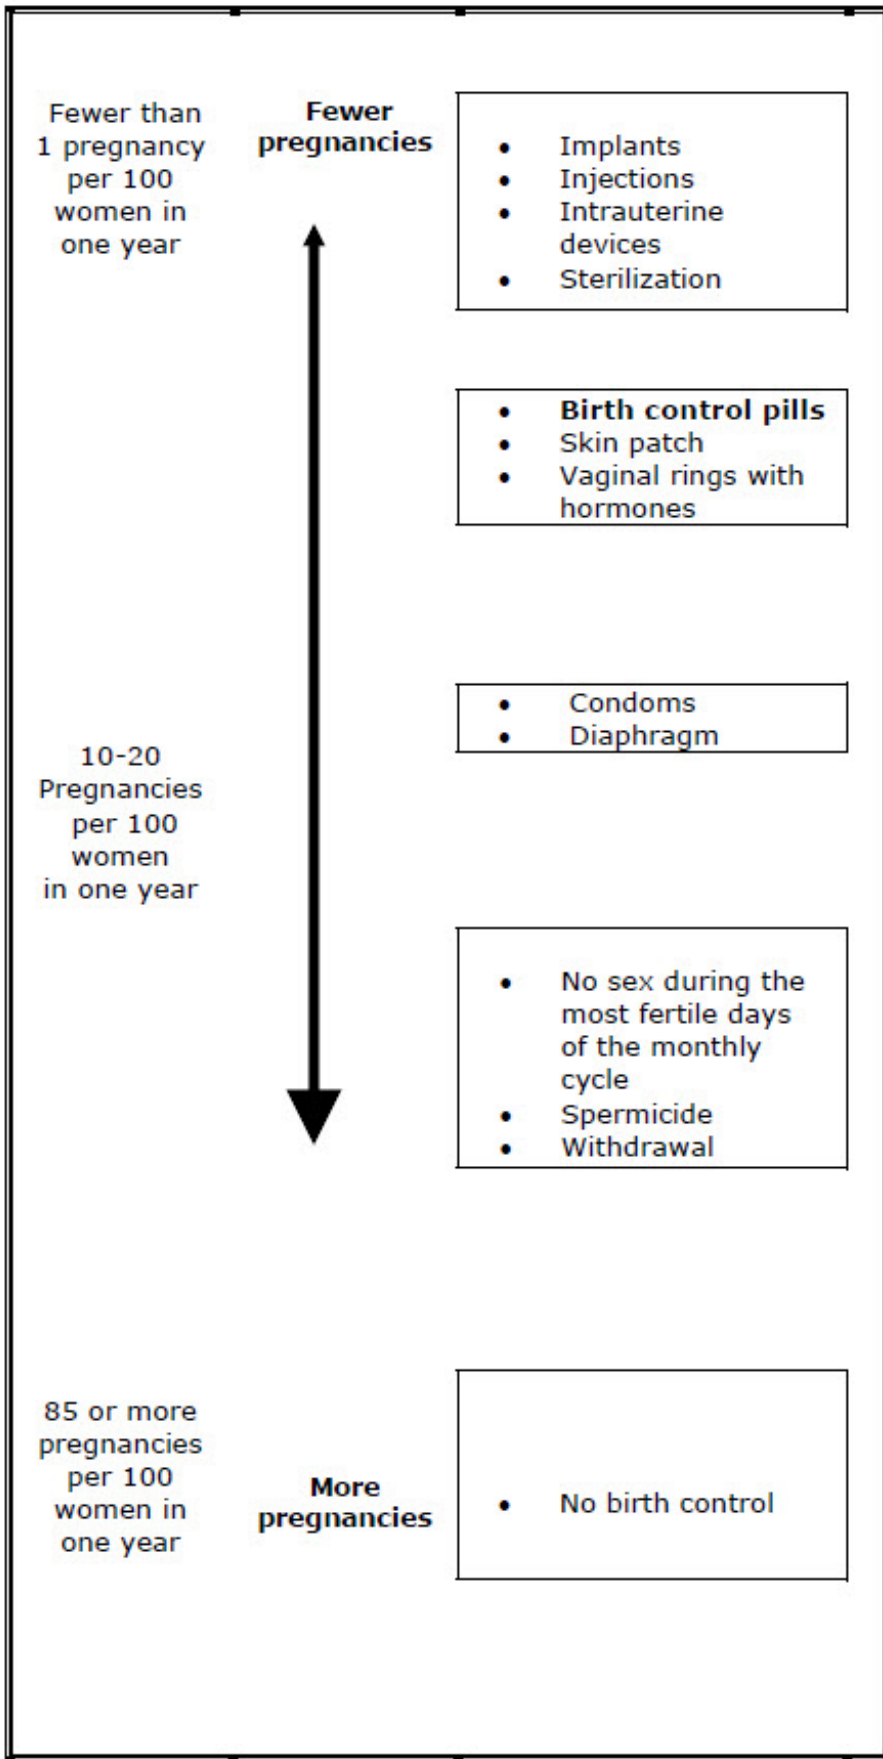 Fewer than
1 pregnancy
per 100
women in
one year
Fewer
pregnancies
• Implants
• Injections
• Intrauterine
devices
• Sterilization
• Birth control pills
• Skin patch
• Vaginal rings with
hormones
• Condoms
• Diaphragm
10-20
Pregnancies
per 100
women
in one year
• No sex during the
most fertile days
of the monthly
cycle
• Spermicide
• Withdrawal
85 or more
pregnancies
per 100
women in
one year
More
pregnancies
• No birth control